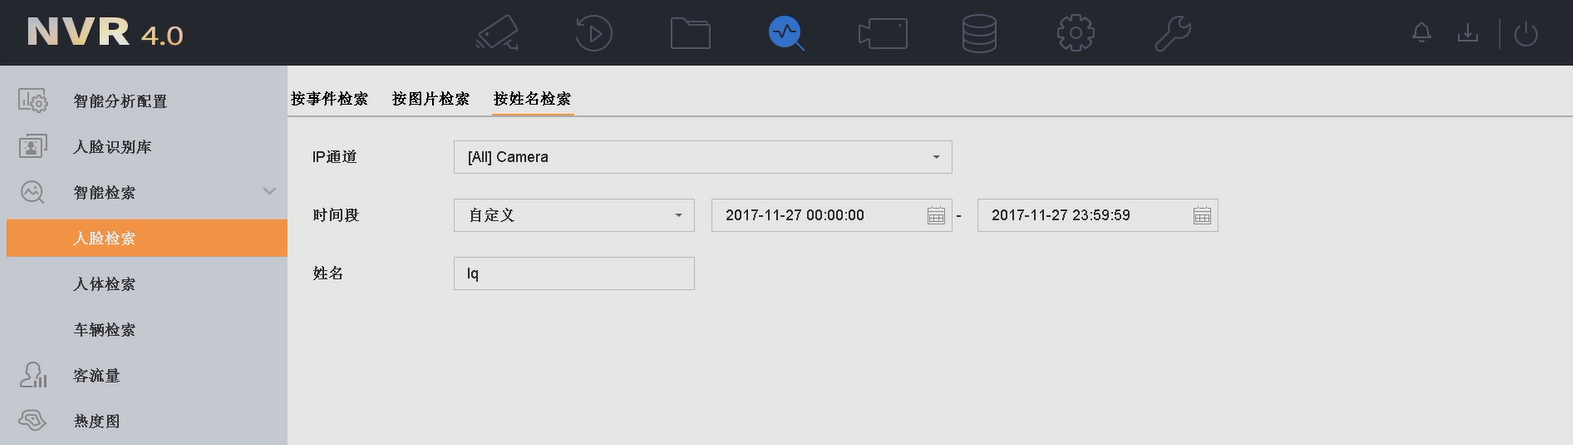 NVR 4.0
智能分析配置
人脸识别库
智能检索
人脸检索
人体检索
车辆检索
客流量
热度图
按事件检索 按图片检索 按姓名检索
IP通道 [All] Camera
时间段 自定义 2017-11-27 00:00:00 - 2017-11-27 23:59:59
姓名 lq